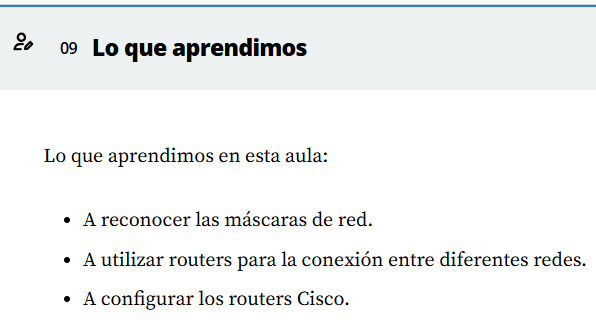 09 Lo que aprendimos
Lo que aprendimos en esta aula:
• A reconocer las máscaras de red.
• A utilizar routers para la conexión entre diferentes redes.
• A configurar los routers Cisco.